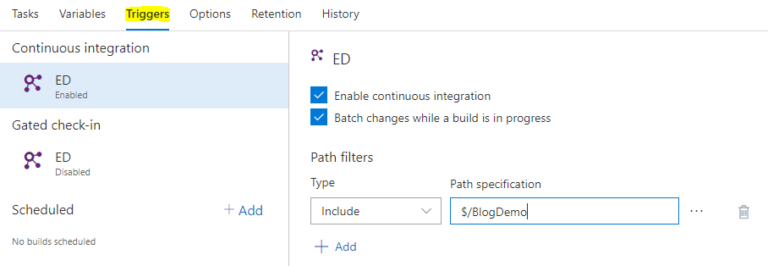 Tasks Variables Triggers Options Retention History
Continuous integration
ED
Enabled
Gated check-in
ED
Disabled
Scheduled + Add
No builds scheduled
ED
Enable continuous integration
Batch changes while a build is in progress
Path filters
Type Path specification
Include $/BlogDemo ...
+ Add